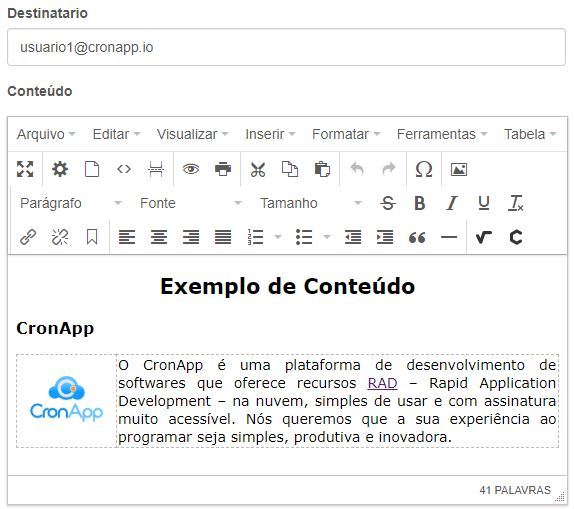 Destinatario
usuario1@cronapp.io
Conteúdo
Arquivo Editar Visualizar Inserir Formatar Ferramentas Tabela
Parágrafo Fonte Tamanho S B I U Tx
Exemplo de Conteúdo
CronApp
CronApp
O CronApp é uma plataforma de desenvolvimento de
softwares que oferece recursos RAD – Rapid Application
Development – na nuvem, simples de usar e com assinatura
muito acessível. Nós queremos que a sua experiência ao
programar seja simples, produtiva e inovadora.
41 PALAVRAS